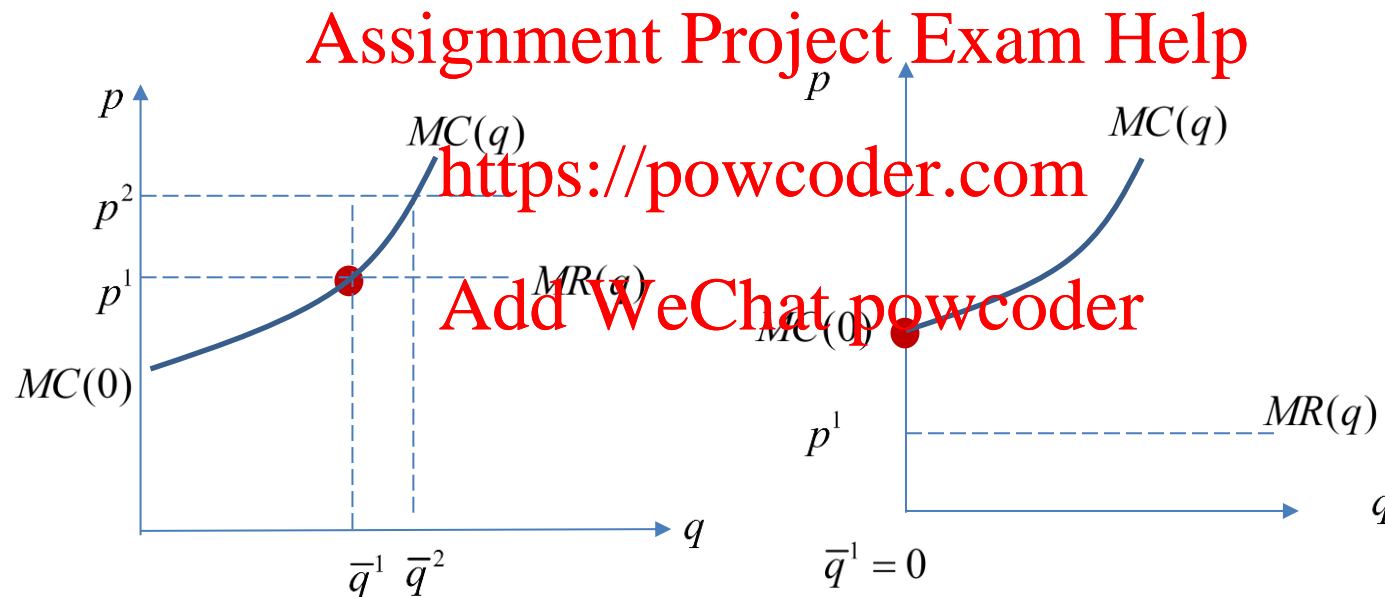 Assignment Project Exam Help
p
p
MC(q)
MC(q)
https://powcoder.com
p²
p¹
MR(q)
Add WeChat powcoder
MC(0)
MC(0)
p¹
MR(q)
q
q
q̅¹
q̅²
q̅¹ = 0